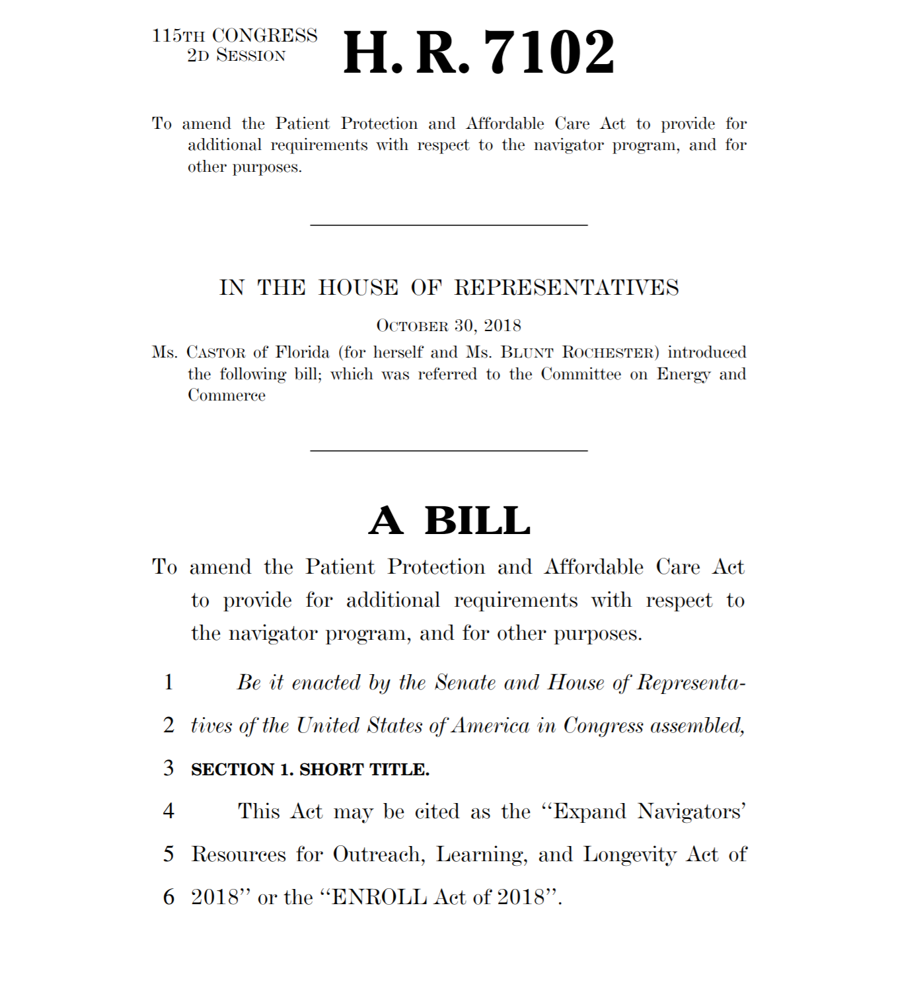 115TH CONGRESS
2D SESSION
H. R. 7102
To amend the Patient Protection and Affordable Care Act to provide for
additional requirements with respect to the navigator program, and for
other purposes.
IN THE HOUSE OF REPRESENTATIVES
OCTOBER 30, 2018
Ms. CASTOR of Florida (for herself and Ms. BLUNT ROCHESTER) introduced
the following bill; which was referred to the Committee on Energy and
Commerce
A BILL
To amend the Patient Protection and Affordable Care Act
to provide for additional requirements with respect to
the navigator program, and for other purposes.
1 Be it enacted by the Senate and House of Representa-
2 tives of the United States of America in Congress assembled,
3 SECTION 1. SHORT TITLE.
4 This Act may be cited as the ‘‘Expand Navigators’
5 Resources for Outreach, Learning, and Longevity Act of
6 2018’’ or the ‘‘ENROLL Act of 2018’’.